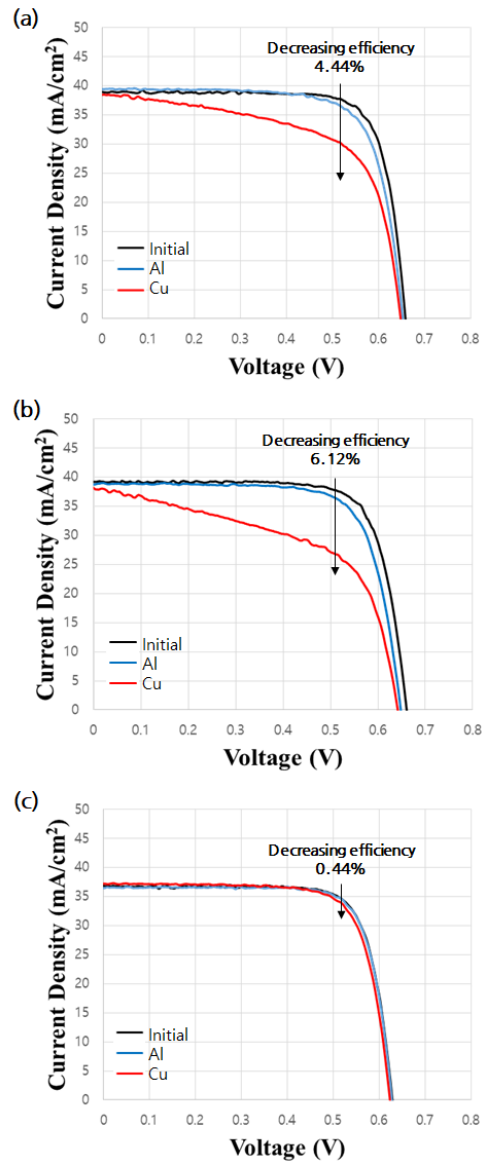 (a)
50
45
40
35
30
25
20
15
10
5
0
Current Density (mA/cm²)
Decreasing efficiency
4.44%
Initial
Al
Cu
0 0.1 0.2 0.3 0.4 0.5 0.6 0.7 0.8
Voltage (V)
(b)
50
45
40
35
30
25
20
15
10
5
0
Current Density (mA/cm²)
Decreasing efficiency
6.12%
Initial
Al
Cu
0 0.1 0.2 0.3 0.4 0.5 0.6 0.7 0.8
Voltage (V)
(c)
50
45
40
35
30
25
20
15
10
5
0
Current Density (mA/cm²)
Decreasing efficiency
0.44%
Initial
Al
Cu
0 0.1 0.2 0.3 0.4 0.5 0.6 0.7 0.8
Voltage (V)